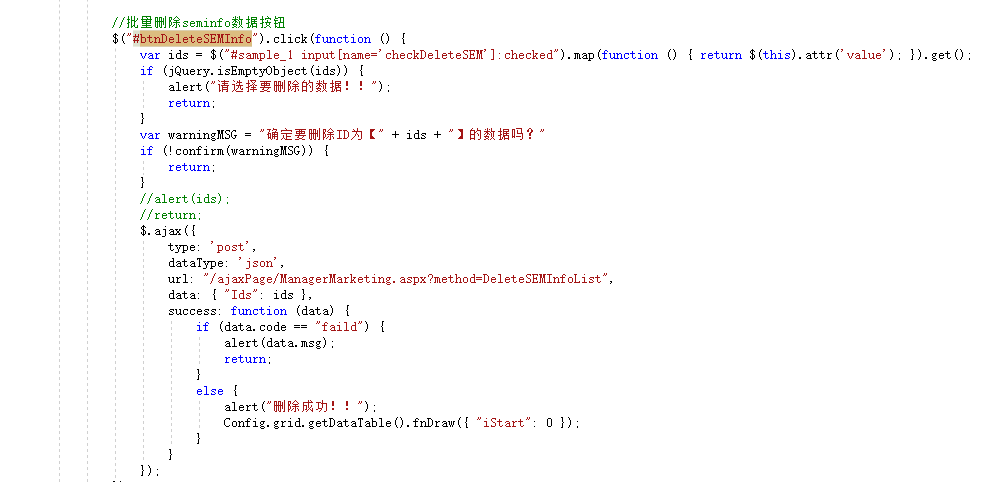 //批量删除seminfo数据按钮
$("#btnDeleteSEMInfo").click(function () {
var ids = $("#sample_1 input[name='checkDeleteSEM']:checked").map(function () { return $(this).attr('value'); }).get();
if (jQuery.isEmptyObject(ids)) {
alert("请选择要删除的数据！！");
return;
}
var warningMSG = "确定要删除ID为【" + ids + "】的数据吗？"
if (!confirm(warningMSG)) {
return;
}
//alert(ids);
//return;
$.ajax({
type: 'post',
dataType: 'json',
url: "/ajaxPage/ManagerMarketing.aspx?method=DeleteSEMInfoList",
data: { "Ids": ids },
success: function (data) {
if (data.code == "faild") {
alert(data.msg);
return;
}
else {
alert("删除成功！！");
Config.grid.getDataTable().fnDraw({ "iStart": 0 });
}
}
});